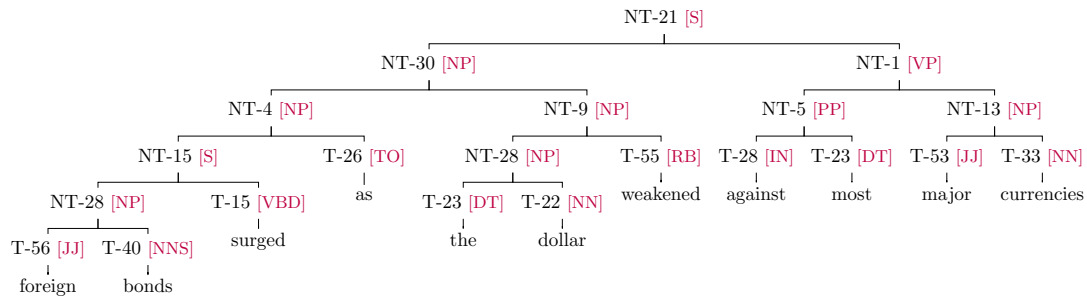 NT-21 [S]
NT-30 [NP] NT-1 [VP]
NT-4 [NP] NT-9 [NP] NT-5 [PP] NT-13 [NP]
NT-15 [S] T-26 [TO] NT-28 [NP] T-55 [RB] T-28 [IN] T-23 [DT] T-53 [JJ] T-33 [NN]
NT-28 [NP] T-15 [VBD] as T-23 [DT] T-22 [NN] weakened against most major currencies
T-56 [JJ] T-40 [NNS] surged the dollar
foreign bonds